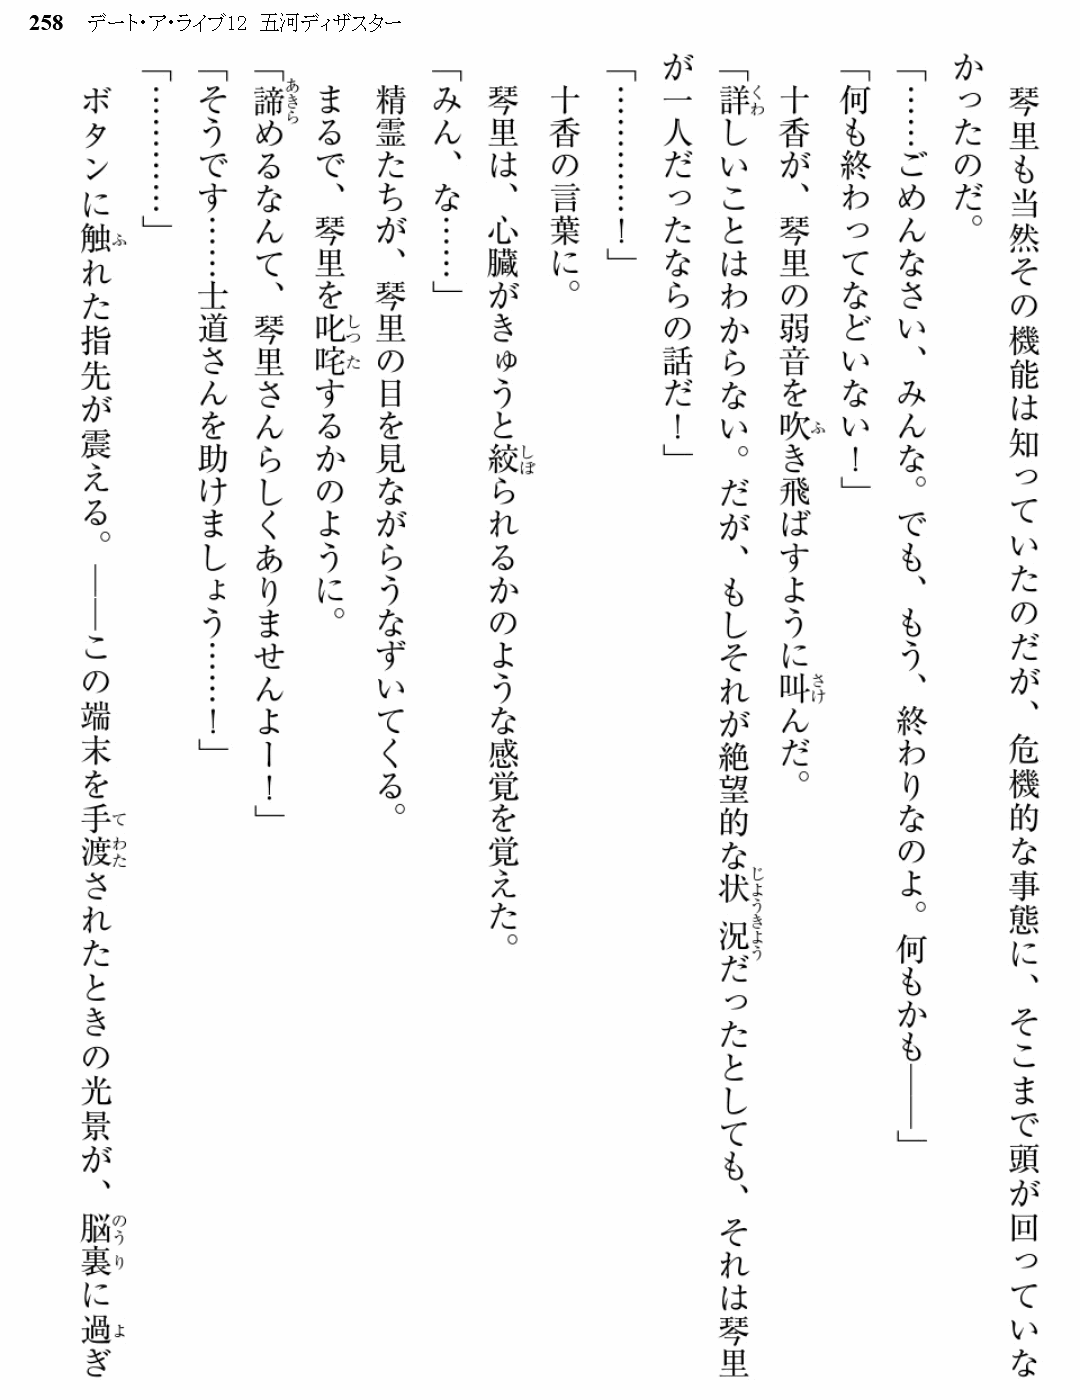 258 デート・ア・ライブ12 五河ディザスター
琴里も当然その機能は知っていたのだが、危機的な事態に、そこまで頭が回っていな
かったのだ。
「……ごめんなさい、みんな。でも、もう、終わりなのよ。何もかも――」
「何も終わってなどいない！」
十香が、琴里の弱音を吹き飛ばすように叫んだ。
「詳しいことはわからない。だが、もしそれが絶望的な状況だったとしても、それは琴里
が一人だったならの話だ！」
「…………！」
十香の言葉に。
琴里は、心臓がきゅうと絞られるかのような感覚を覚えた。
「みん、な……」
精霊たちが、琴里の目を見ながらうなずいてくる。
まるで、琴里を叱咤するかのように。
「諦めるなんて、琴里さんらしくありませんよー！」
「そうです……士道さんを助けましょう……！」
「…………」
ボタンに触れた指先が震える。――この端末を手渡されたときの光景が、脳裏に過ぎ